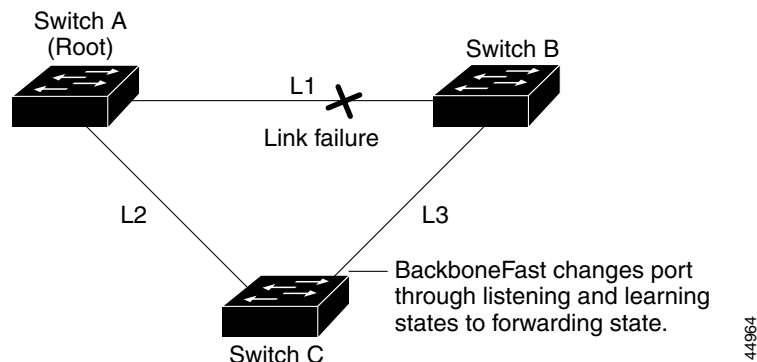 Switch A
(Root)
Switch B
L1
Link failure
L2
L3
BackboneFast changes port
through listening and learning
states to forwarding state.
Switch C
44964